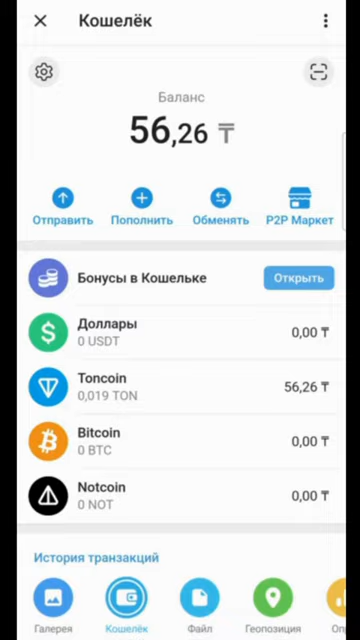 Кошелёк
Баланс
56,26 ₸
Отправить Пополнить Обменять P2P Маркет
Бонусы в Кошельке Открыть
Доллары
0 USDT
0,00 ₸
Toncoin
0,019 TON
56,26 ₸
Bitcoin
0 BTC
0,00 ₸
Notcoin
0 NOT
0,00 ₸
История транзакций
Галерея Кошелёк Файл Геопозиция